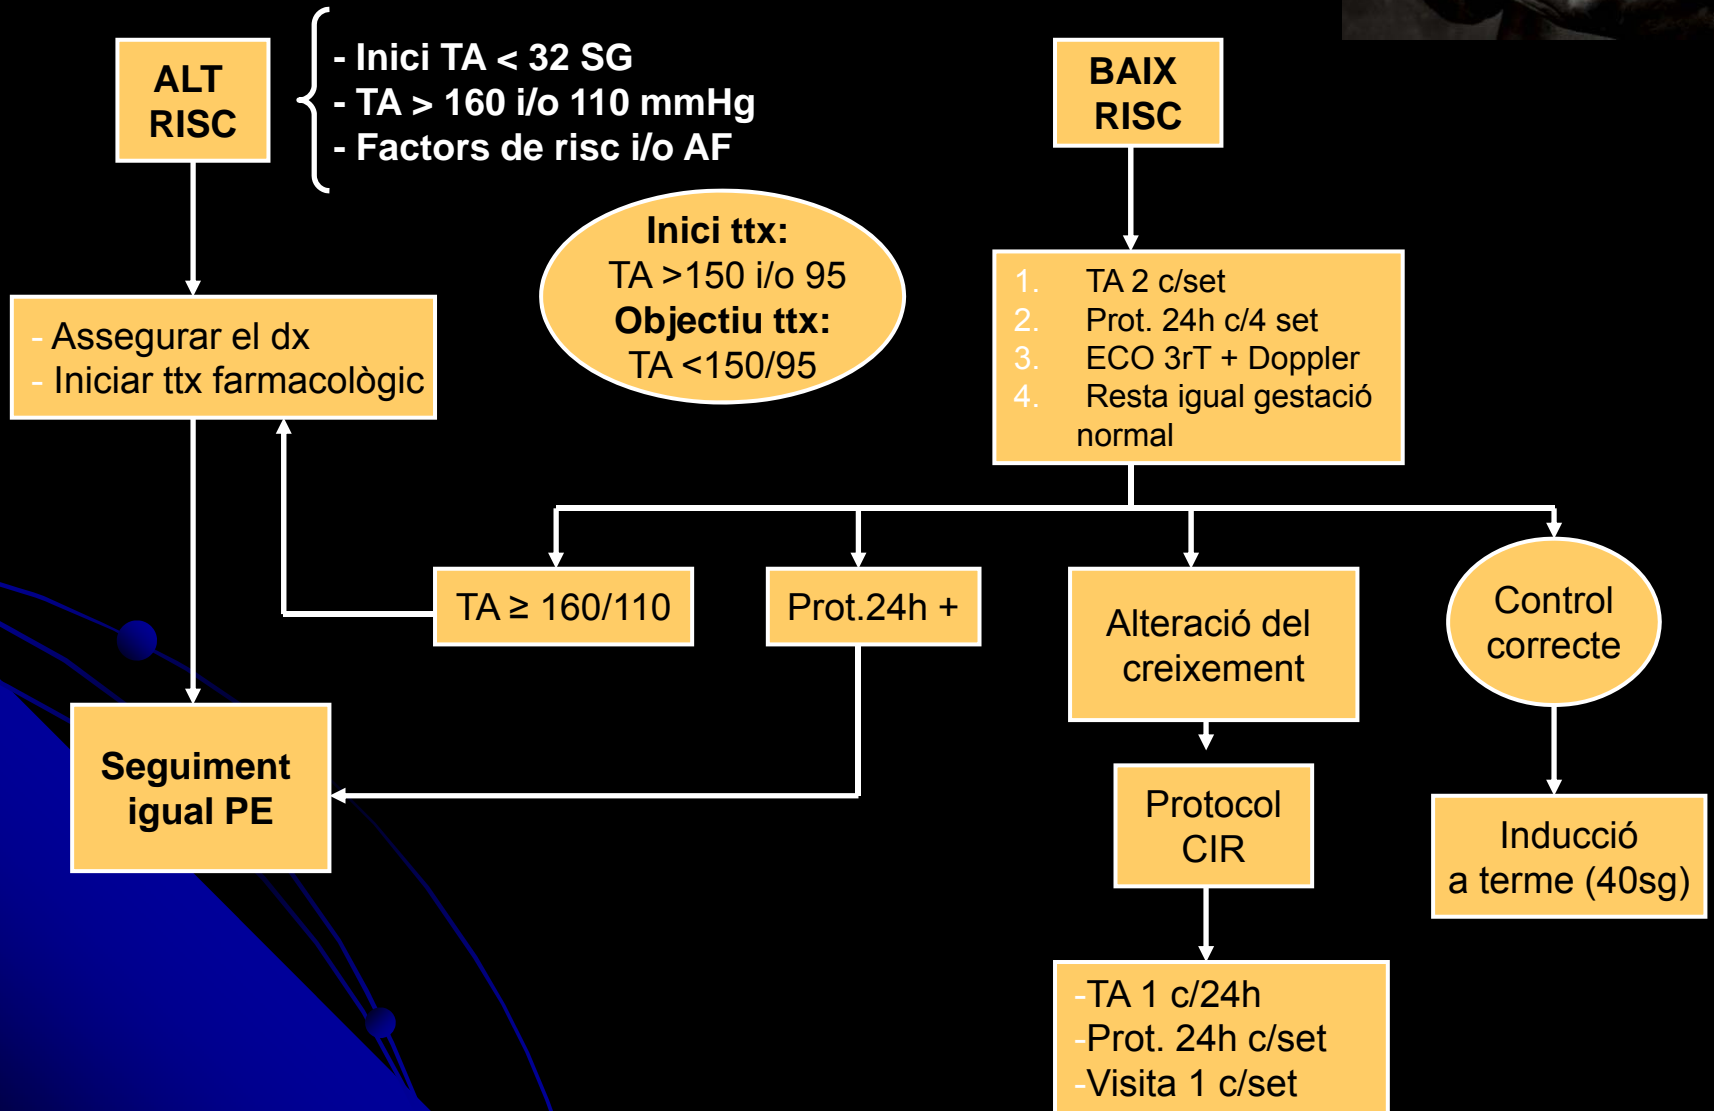 ALT
RISC
- Inici TA < 32 SG
- TA > 160 i/o 110 mmHg
- Factors de risc i/o AF
BAIX
RISC
Inici ttx:
TA >150 i/o 95
Objectiu ttx:
TA <150/95
- Assegurar el dx
- Iniciar ttx farmacològic
1. TA 2 c/set
2. Prot. 24h c/4 set
3. ECO 3rT + Doppler
4. Resta igual gestació
normal
TA ≥ 160/110
Prot.24h +
Alteració del
creixement
Control
correcte
Seguiment
igual PE
Protocol
CIR
Inducció
a terme (40sg)
-TA 1 c/24h
-Prot. 24h c/set
-Visita 1 c/set